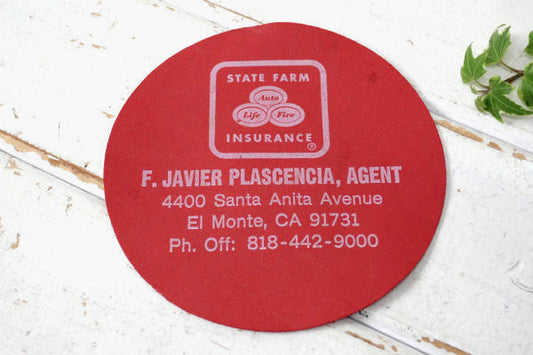 STATE FARM
Auto
Life Fire
INSURANCE
®
F. JAVIER PLASCENCIA, AGENT
4400 Santa Anita Avenue
El Monte, CA 91731
Ph. Off: 818-442-9000